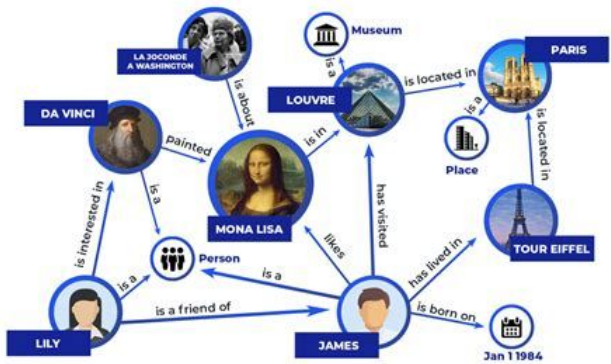 LA JOCONDE
A WASHINGTON
Museum
PARIS
is a
is located in
DA VINCI
is about
LOUVRE
is a
is located in
painted
is in
Place
is interested in
is a
MONA LISA
has visited
TOUR EIFFEL
Person
likes
has lived in
is a
is a
is a friend of
is born on
LILY
JAMES
Jan 1 1984